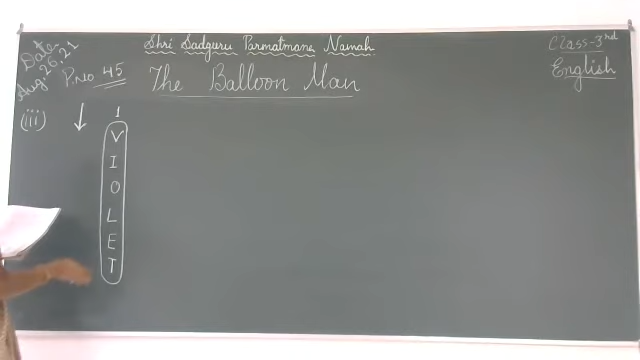 Shri Sadguru Parmatmane Namah
Class-3rd
Date
Aug.26.21
P.No 45
The Balloon Man
English
(iii)
1
V
I
O
L
E
T